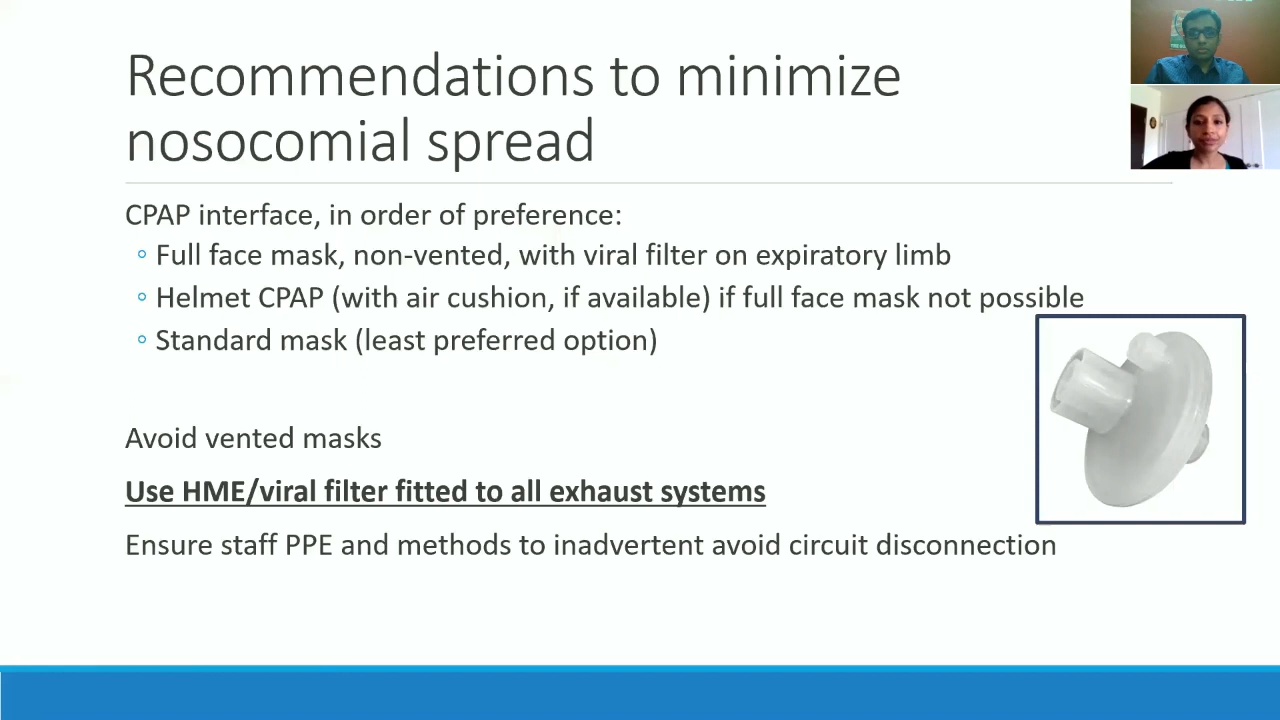 Recommendations to minimize
nosocomial spread
CPAP interface, in order of preference:
◦ Full face mask, non-vented, with viral filter on expiratory limb
◦ Helmet CPAP (with air cushion, if available) if full face mask not possible
◦ Standard mask (least preferred option)
Avoid vented masks
Use HME/viral filter fitted to all exhaust systems
Ensure staff PPE and methods to inadvertent avoid circuit disconnection